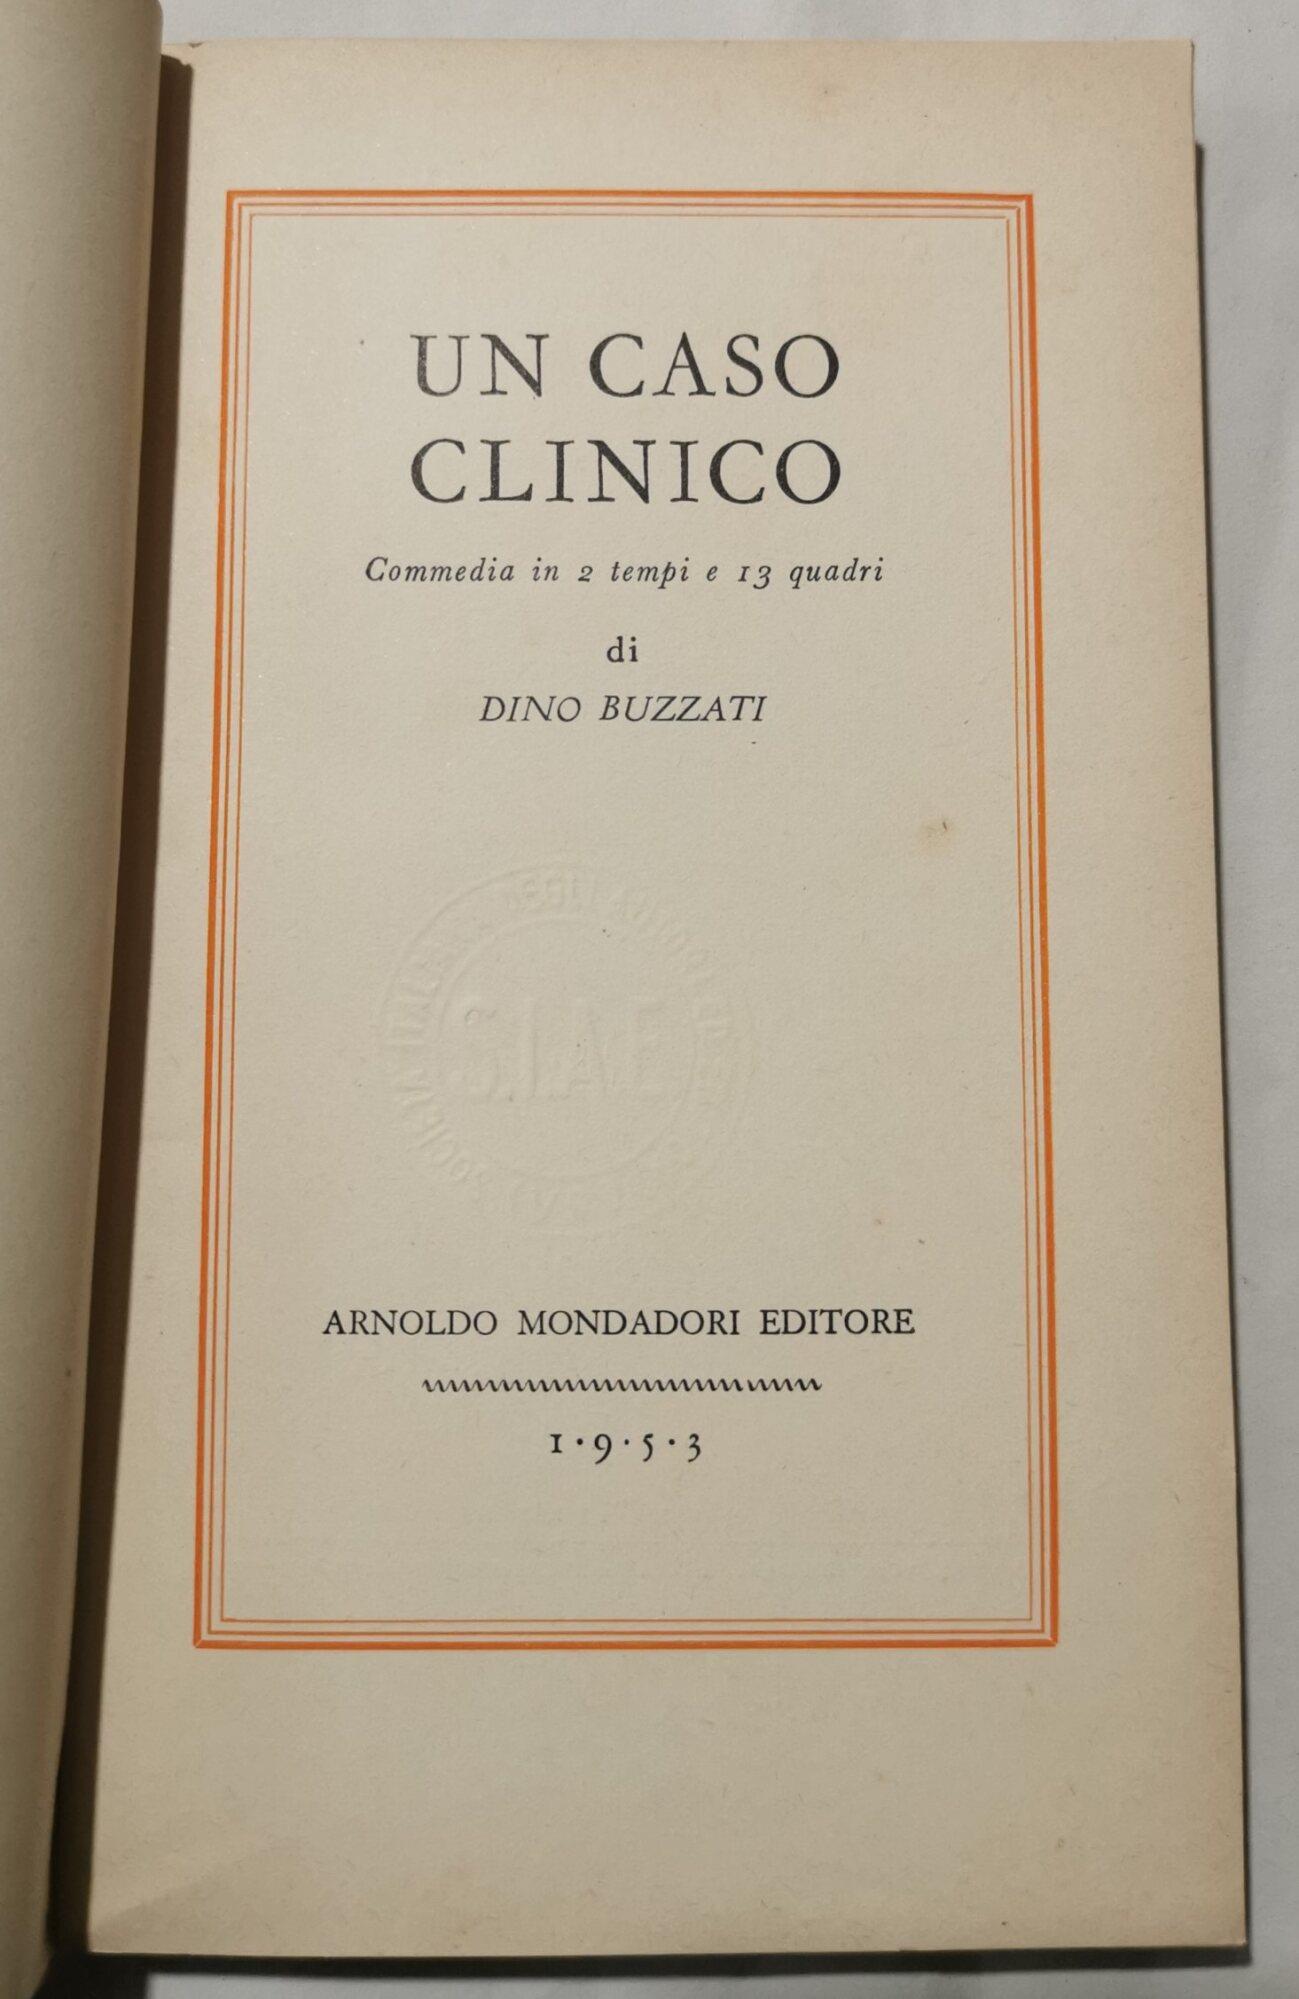 UN CASO
CLINICO
Commedia in 2 tempi e 13 quadri
di
DINO BUZZATI
S.I.A.E.
ARNOLDO MONDADORI EDITORE
1·9·5·3